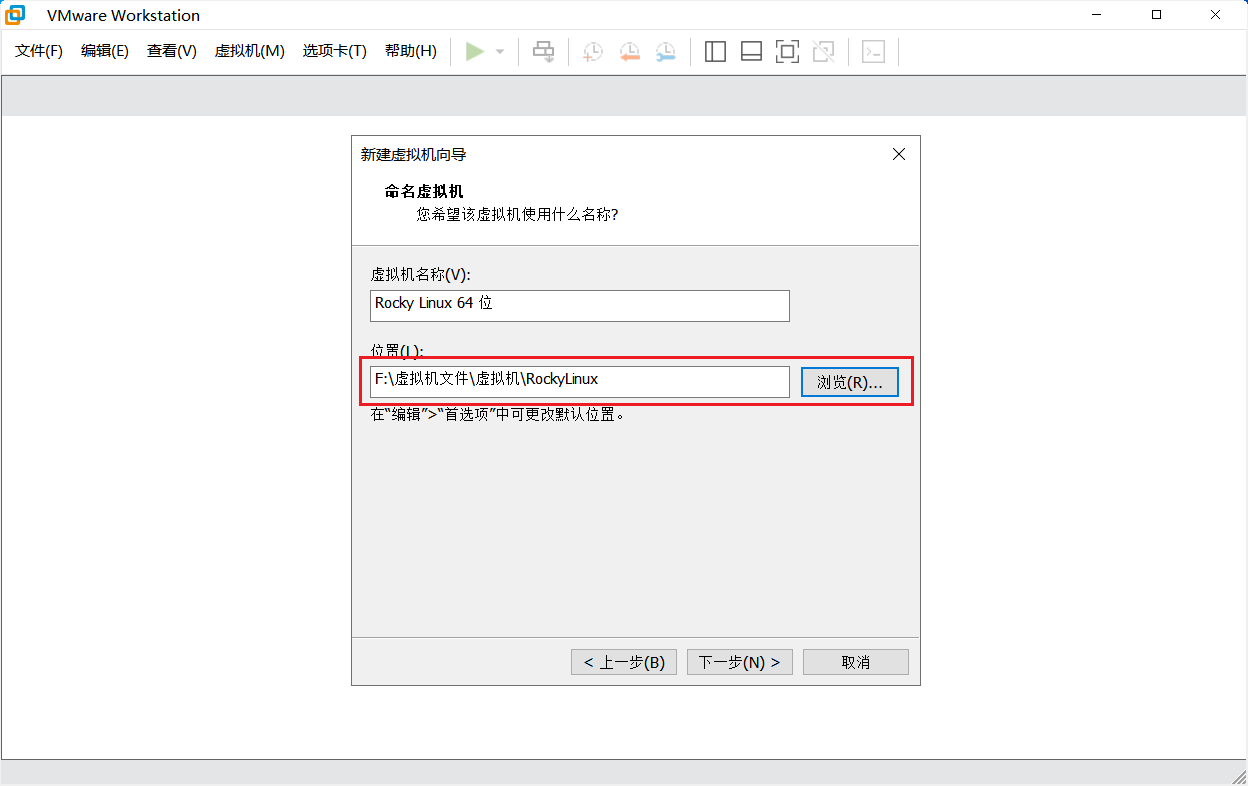 VMware Workstation
文件(F) 编辑(E) 查看(V) 虚拟机(M) 选项卡(T) 帮助(H)
新建虚拟机向导
命名虚拟机
您希望该虚拟机使用什么名称?
虚拟机名称(V):
Rocky Linux 64 位
位置(L):
F:\虚拟机文件\虚拟机\RockyLinux 浏览(R)...
在“编辑”>“首选项”中可更改默认位置。
< 上一步(B) 下一步(N) > 取消